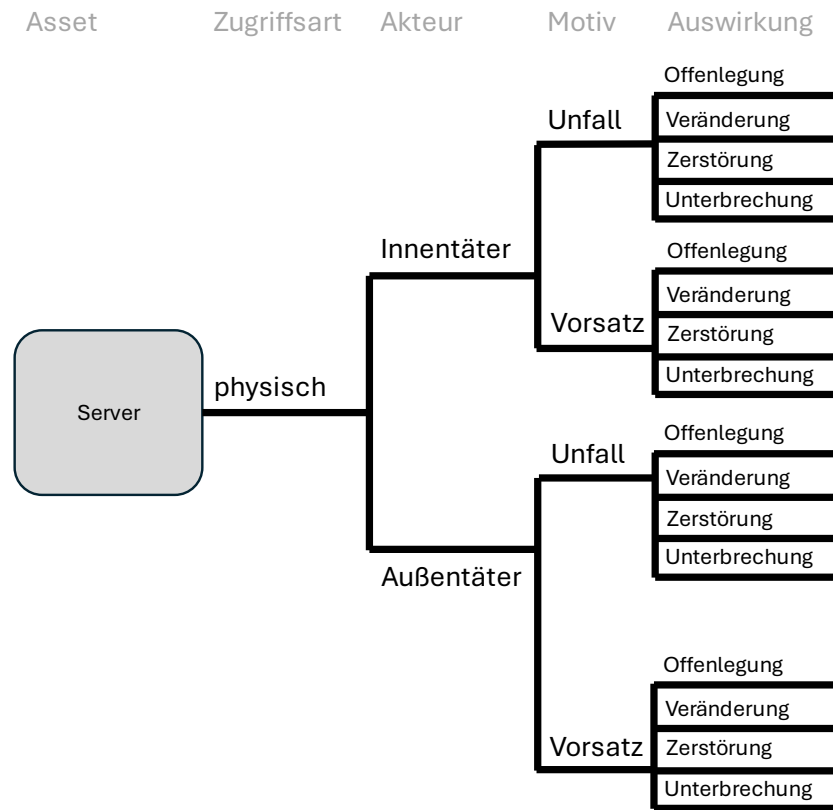 Asset Zugriffsart Akteur Motiv Auswirkung
Offenlegung
Unfall
Veränderung
Zerstörung
Unterbrechung
Innentäter
Offenlegung
Veränderung
Vorsatz
Zerstörung
Unterbrechung
physisch
Server
Offenlegung
Unfall
Veränderung
Zerstörung
Unterbrechung
Außentäter
Offenlegung
Veränderung
Vorsatz
Zerstörung
Unterbrechung